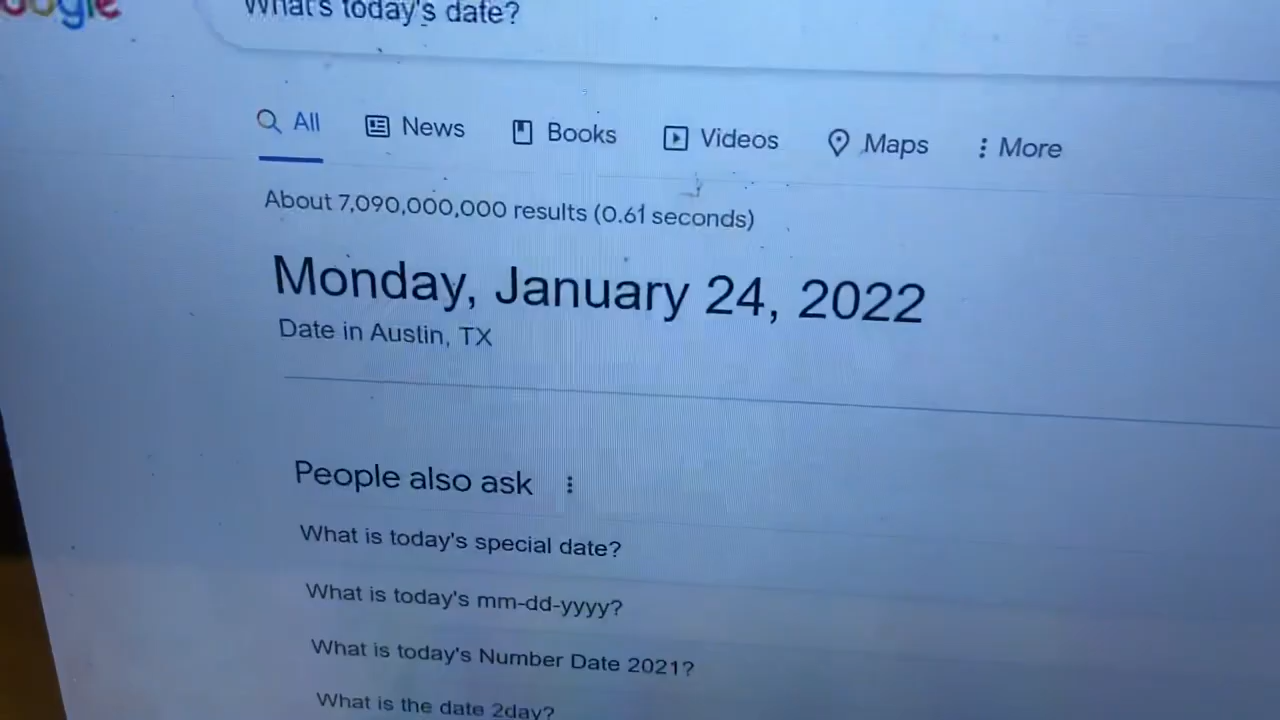 Google
What's today's date?
All News Books Videos Maps More
About 7,090,000,000 results (0.61 seconds)
Monday, January 24, 2022
Date in Austin, TX
People also ask
What is today's special date?
What is today's mm-dd-yyyy?
What is today's Number Date 2021?
What is the date 2day?